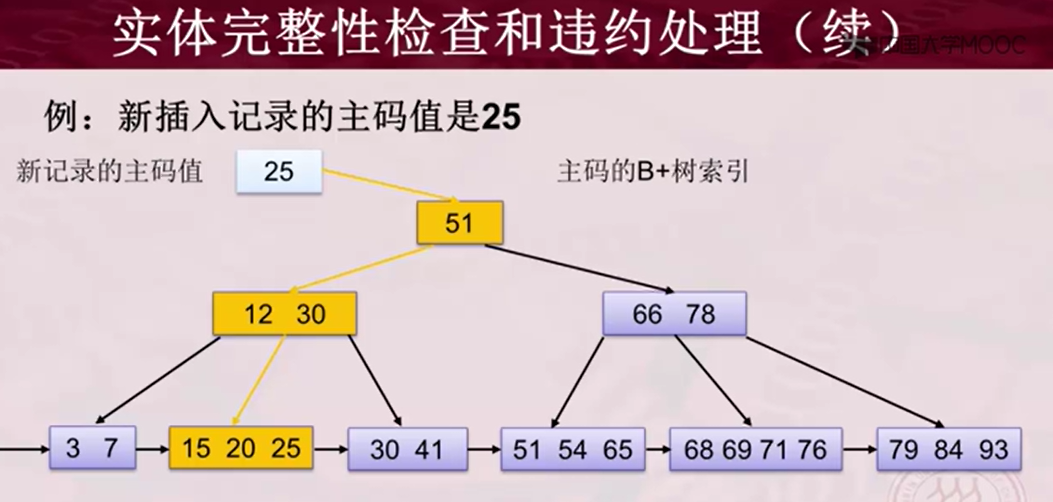 实体完整性检查和违约处理（续）
中国大学MOOC
例：新插入记录的主码值是25
新记录的主码值 25 主码的B+树索引
51
12 30 66 78
3 7 15 20 25 30 41 51 54 65 68 69 71 76 79 84 93